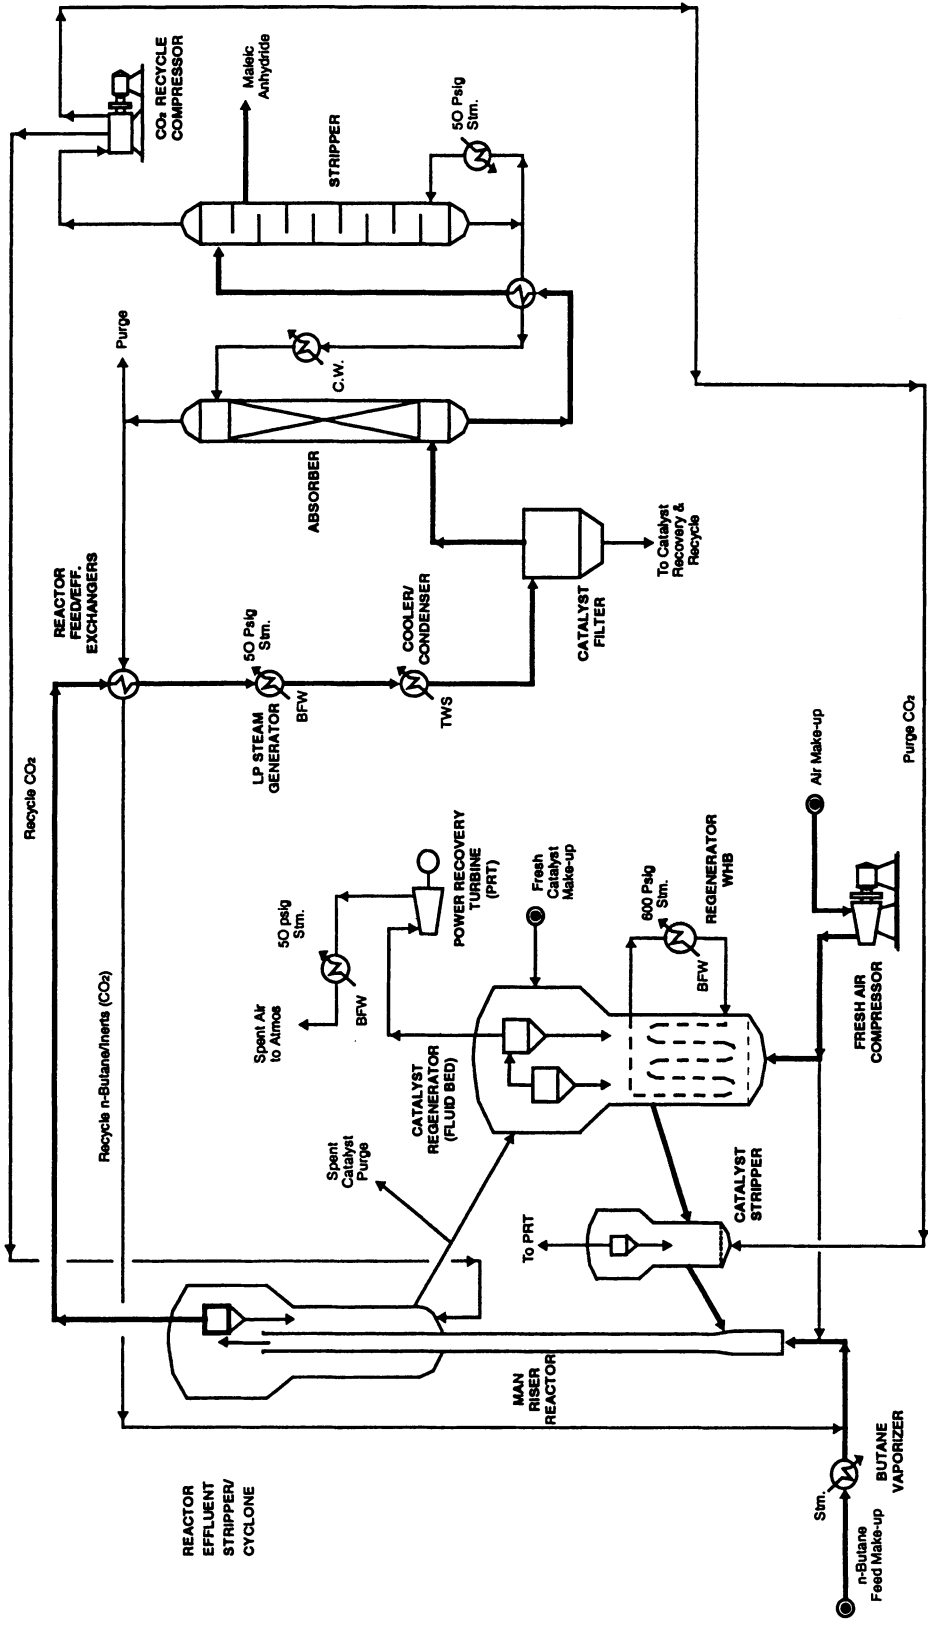 REACTOR
EFFLUENT
STRIPPER/
CYCLONE
n-Butane
Feed Make-up
Stm.
BUTANE
VAPORIZER
MAN
RISER
REACTOR
Recycle n-Butane/Inerts (CO₂)
Recycle CO₂
Spent
Catalyst
Purge
To PRT
CATALYST
STRIPPER
CATALYST
REGENERATOR
(FLUID BED)
Spent Air
to Atmos
50 psig
Stm.
BFW
POWER RECOVERY
TURBINE
(PRT)
Fresh
Catalyst
Make-up
600 Psig
Stm.
BFW
REGENERATOR
WHB
FRESH AIR
COMPRESSOR
Air Make-up
Purge CO₂
REACTOR
FEED/EFF.
EXCHANGERS
LP STEAM
GENERATOR
50 Psig
Stm.
BFW
COOLER/
CONDENSER
TWS
CATALYST
FILTER
To Catalyst
Recovery &
Recycle
ABSORBER
Purge
C.W.
STRIPPER
Maleic
Anhydride
50 Psig
Stm.
CO₂ RECYCLE
COMPRESSOR